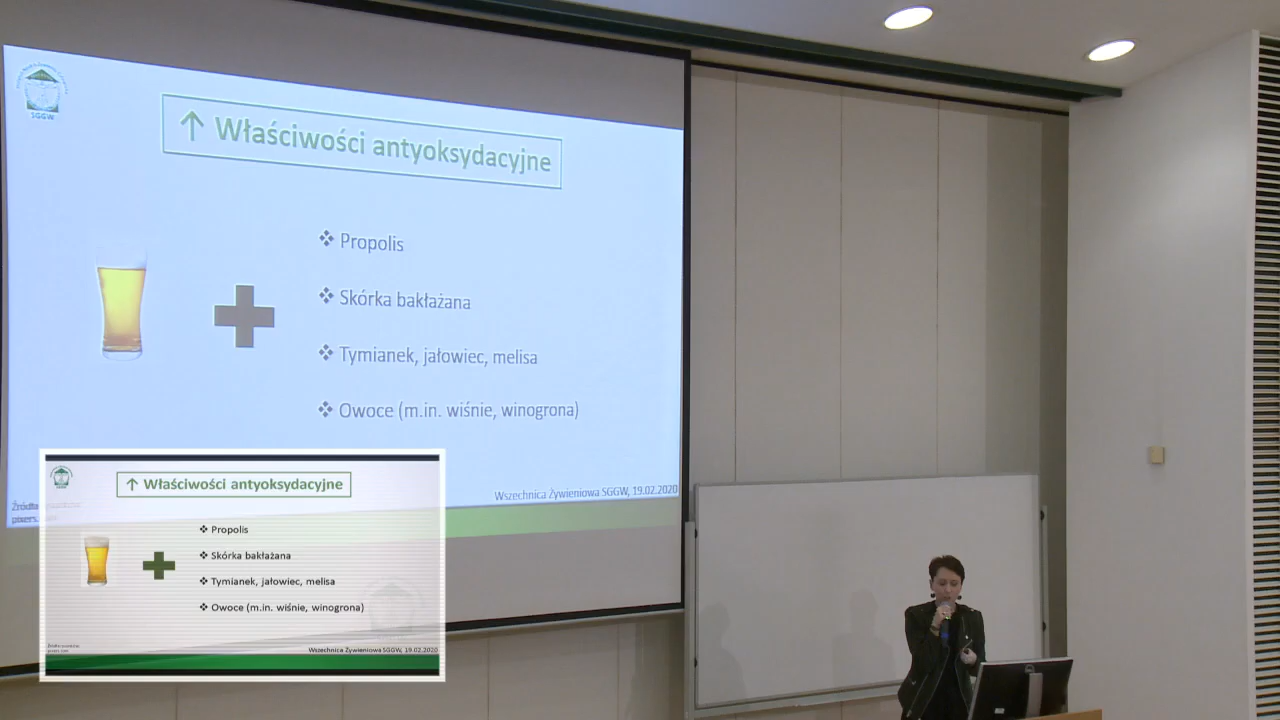 SGGW
↑ Właściwości antyoksydacyjne
❖ Propolis
❖ Skórka bakłażana
❖ Tymianek, jałowiec, melisa
❖ Owoce (m.in. wiśnie, winogrona)
Wszechnica Żywieniowa SGGW, 19.02.2020
↑ Właściwości antyoksydacyjne
❖ Propolis
❖ Skórka bakłażana
❖ Tymianek, jałowiec, melisa
❖ Owoce (m.in. wiśnie, winogrona)
Wszechnica Żywieniowa SGGW, 19.02.2020